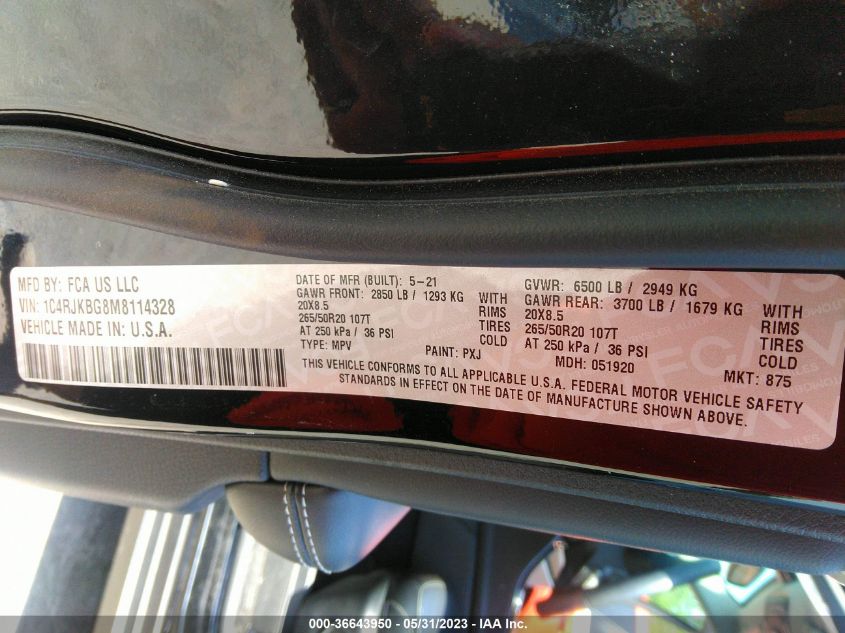 MFD BY: FCA US LLC
VIN: 1C4RJKBG8M8114328
VEHICLE MADE IN U.S.A.
DATE OF MFR (BUILT): 5-21
GAWR FRONT: 2850 LB / 1293 KG WITH
20X8.5 RIMS
265/50R20 107T TIRES
AT 250 kPa / 36 PSI COLD
TYPE: MPV PAINT: PXJ
GVWR: 6500 LB / 2949 KG
GAWR REAR: 3700 LB / 1679 KG WITH
20X8.5 RIMS
265/50R20 107T TIRES
AT 250 kPa / 36 PSI COLD
MDH: 051920 MKT: 875
THIS VEHICLE CONFORMS TO ALL APPLICABLE U.S.A. FEDERAL MOTOR VEHICLE SAFETY
STANDARDS IN EFFECT ON THE DATE OF MANUFACTURE SHOWN ABOVE.
000-36643950 - 05/31/2023 - IAA Inc.